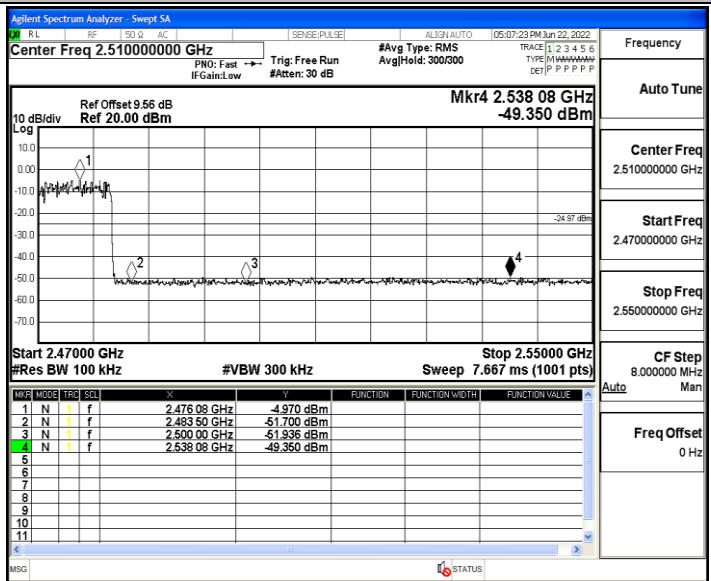 Agilent Spectrum Analyzer - Swept SA
LXI RL RF 50 Ω AC SENSE:PULSE ALIGN AUTO 05:07:23 PM Jun 22, 2022
Center Freq 2.510000000 GHz
#Avg Type: RMS
TRACE 1 2 3 4 5 6
PNO: Fast Trig: Free Run Avg|Hold: 300/300
TYPE M WWWWW
IFGain:Low #Atten: 30 dB
DET P P P P P P
Frequency
Auto Tune
Mkr4 2.538 08 GHz
-49.350 dBm
Ref Offset 9.56 dB
10 dB/div Ref 20.00 dBm
Log
10.0
0.00
-10.0
-20.0
-30.0
-40.0
-50.0
-60.0
-70.0
1
2
3
4
-24.97 dBm
Center Freq
2.510000000 GHz
Start Freq
2.470000000 GHz
Stop Freq
2.550000000 GHz
CF Step
8.000000 MHz
Auto Man
Freq Offset
0 Hz
Start 2.47000 GHz Stop 2.55000 GHz
#Res BW 100 kHz #VBW 300 kHz Sweep 7.667 ms (1001 pts)
MKR MODE TRC SCL X Y FUNCTION FUNCTION WIDTH FUNCTION VALUE
1 N 1 f 2.476 08 GHz -4.970 dBm
2 N 1 f 2.483 50 GHz -51.700 dBm
3 N 1 f 2.500 00 GHz -51.936 dBm
4 N 1 f 2.538 08 GHz -49.350 dBm
5
6
7
8
9
10
11
MSG STATUS